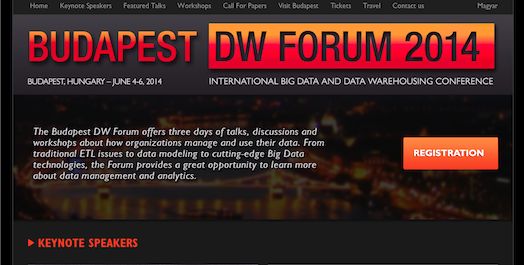 Home Keynote Speakers Featured Talks Workshops Call For Papers Visit Budapest Tickets Travel Contact us Magyar
BUDAPEST DW FORUM 2014
BUDAPEST, HUNGARY – JUNE 4-6, 2014 INTERNATIONAL BIG DATA AND DATA WAREHOUSING CONFERENCE
The Budapest DW Forum offers three days of talks, discussions and
workshops about how organizations manage and use their data. From
traditional ETL issues to data modeling to cutting-edge Big Data
technologies, the Forum provides a great opportunity to learn more
about data management and analytics.
REGISTRATION
KEYNOTE SPEAKERS